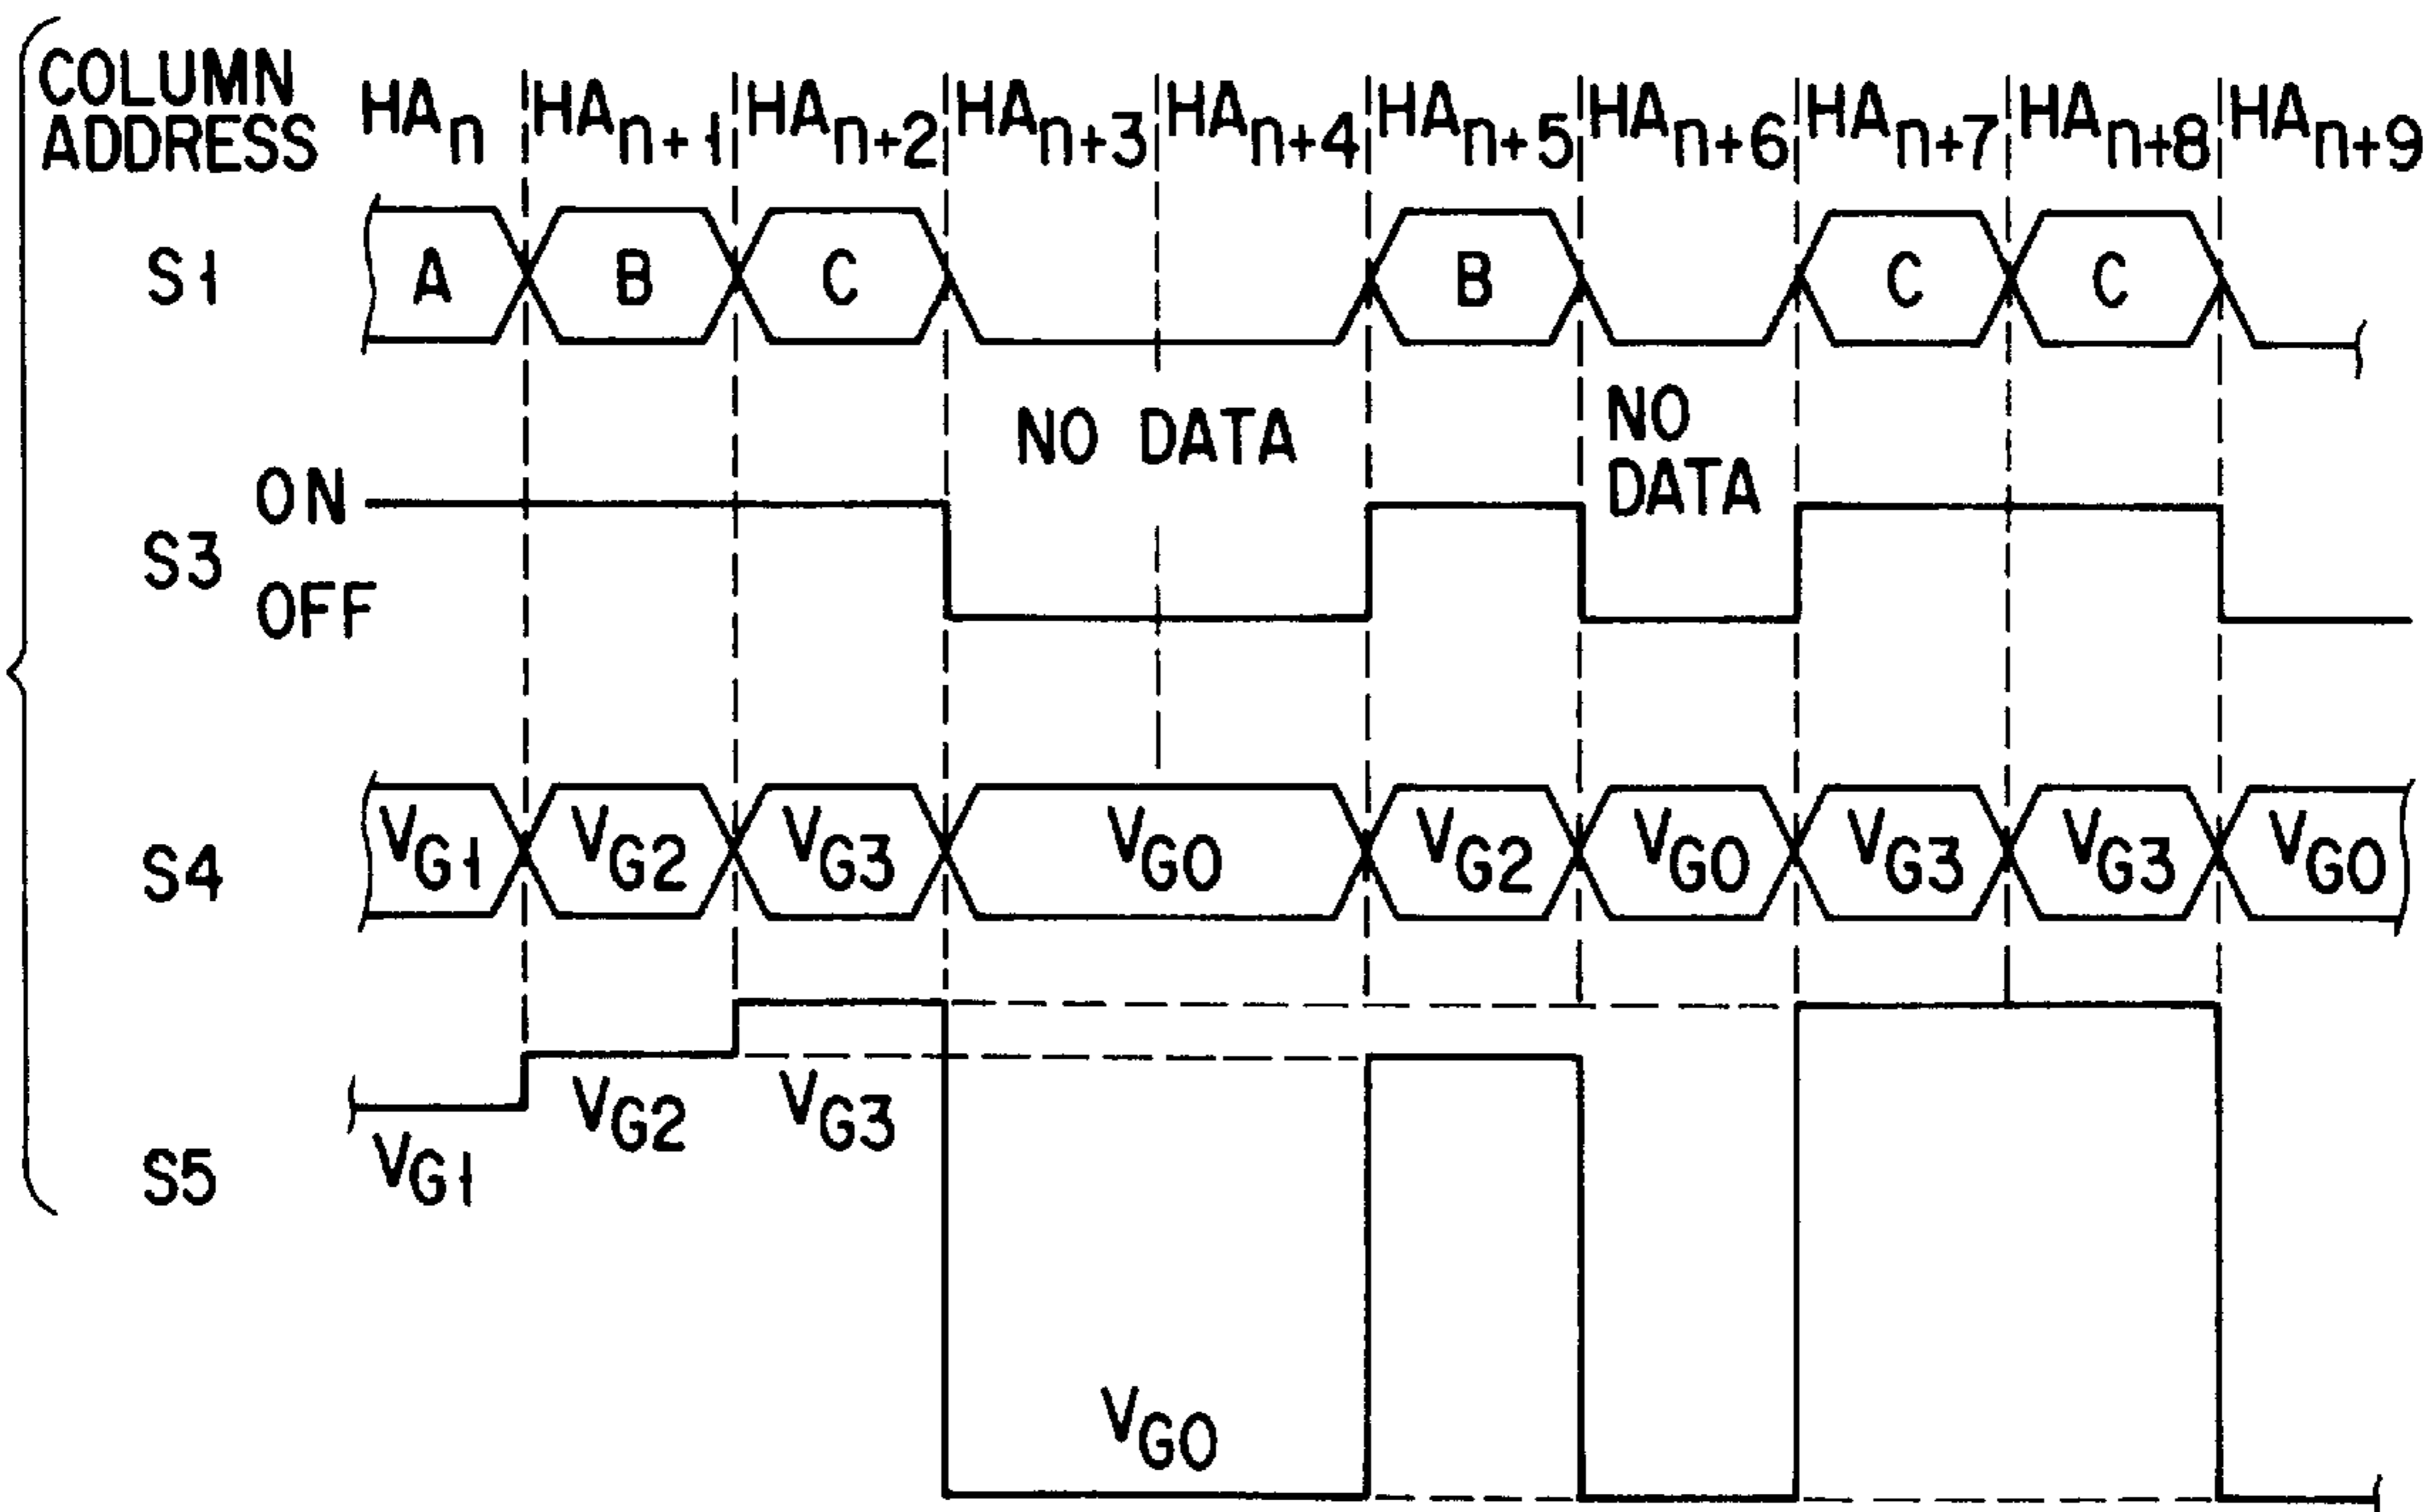 COLUMN ADDRESS
HAn HAn+1 HAn+2 HAn+3 HAn+4 HAn+5 HAn+6 HAn+7 HAn+8 HAn+9
S1 A B C B C C
NO DATA
NO DATA
ON
S3
OFF
S4 VG1 VG2 VG3 VG0 VG2 VG0 VG3 VG3 VG0
VG2 VG3
S5 VG1
VG0